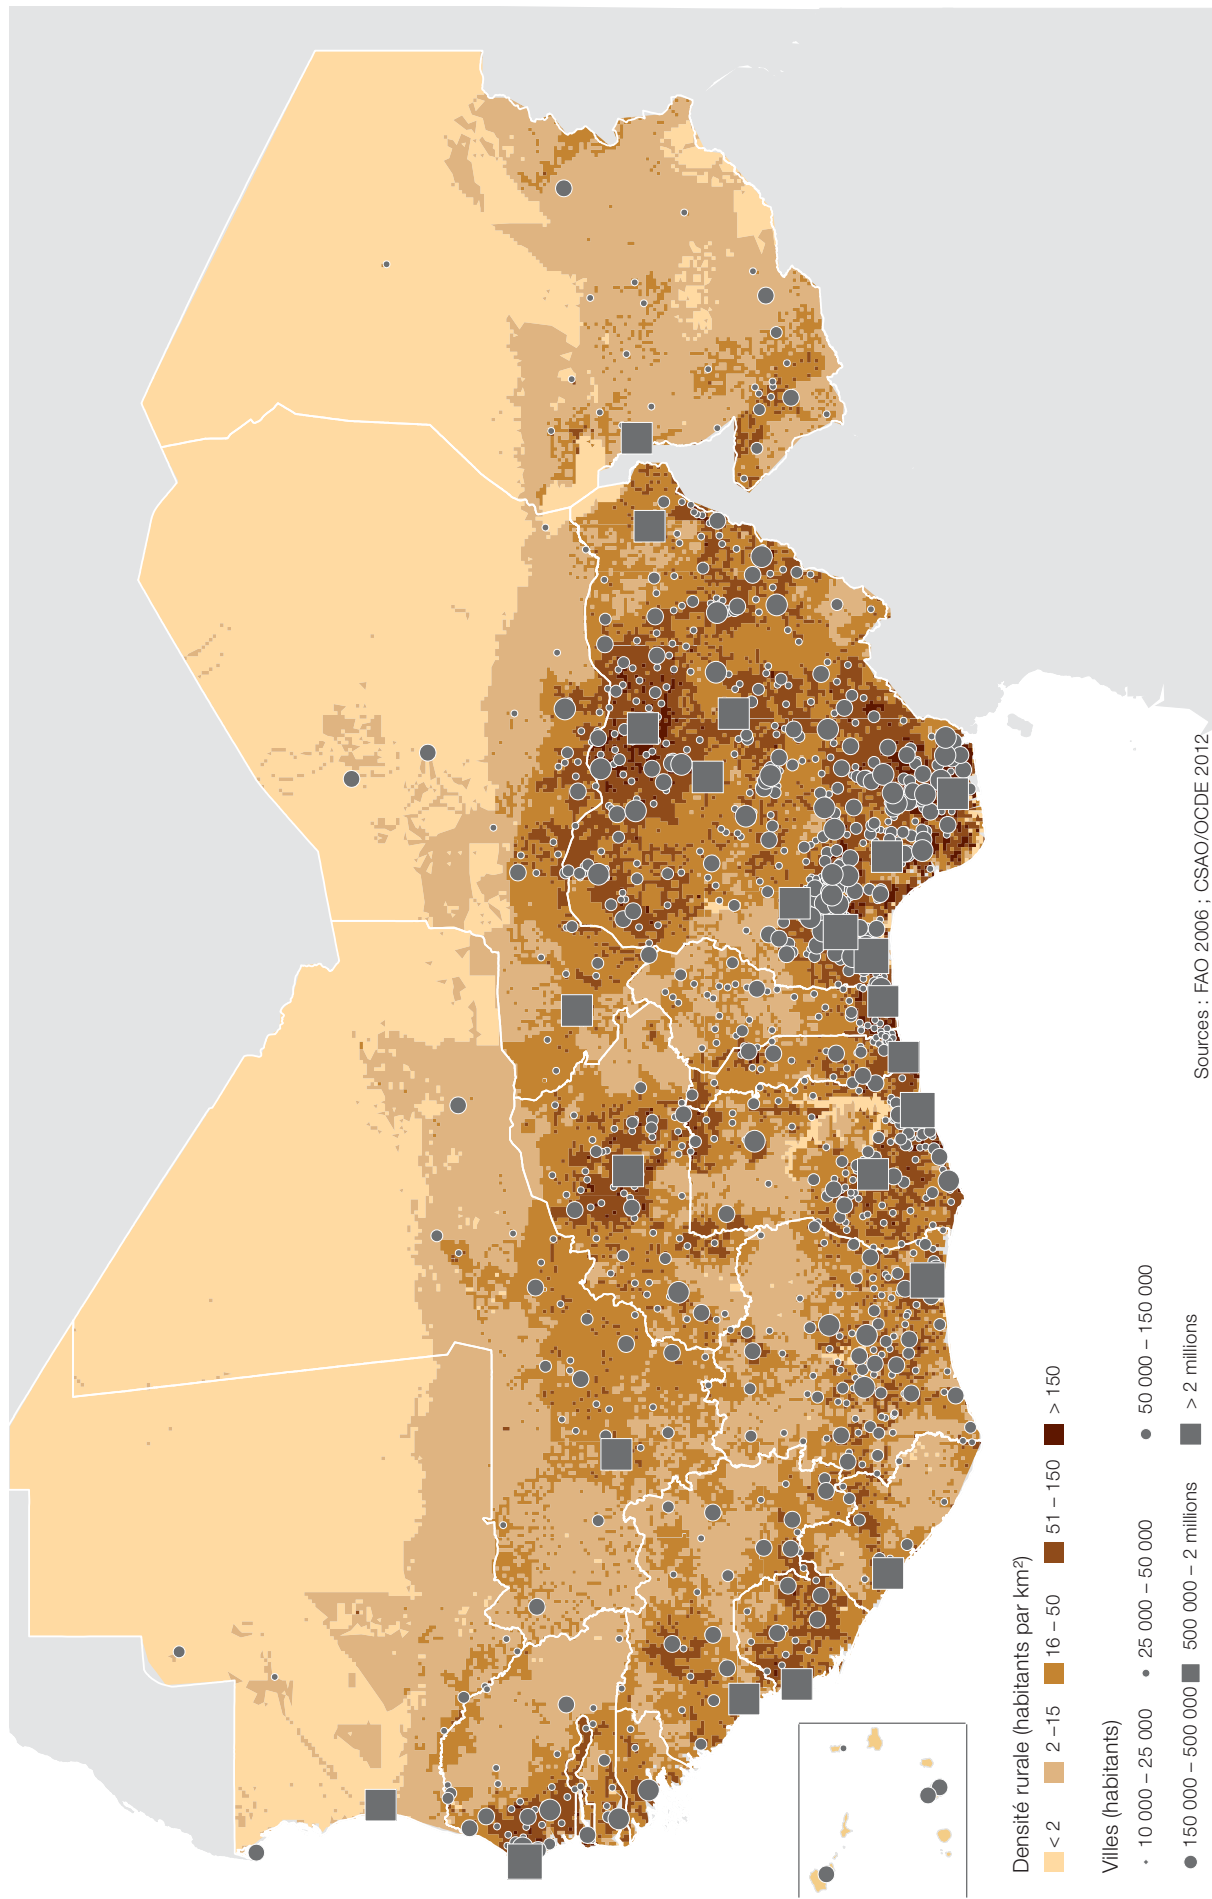 Densité rurale (habitants par km²)
< 2 2 –15 16 – 50 51 – 150 > 150
Villes (habitants)
10 000 – 25 000 25 000 – 50 000 50 000 – 150 000
150 000 – 500 000 500 000 – 2 millions > 2 millions
Sources : FAO 2006 ; CSAO/OCDE 2012